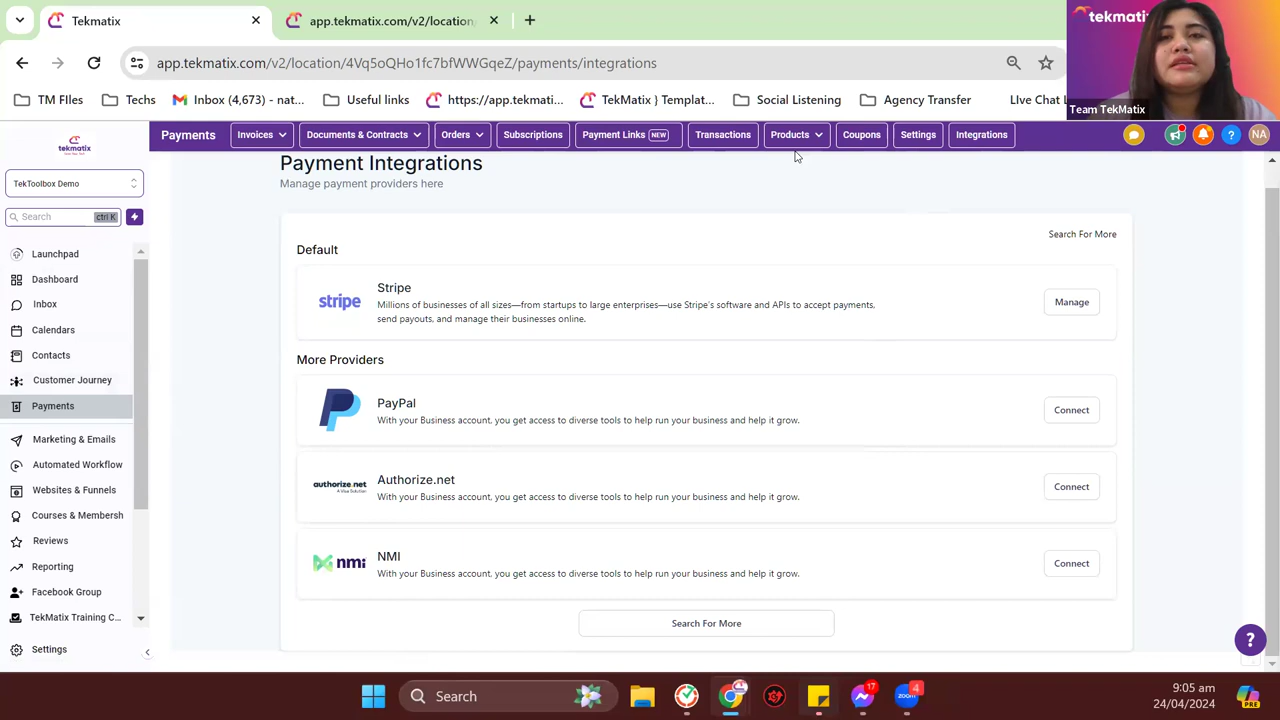 Tekmatix
app.tekmatix.com/v2/location/
app.tekmatix.com/v2/location/4Vq5oQHo1fc7bfWWGqeZ/payments/integrations
tekmatix
Team TekMatix
TM FIles
Techs
Inbox (4,673) - nat...
Useful links
https://app.tekmati...
TekMatix } Templat...
Social Listening
Agency Transfer
LIve Chat
Payments
Invoices
Documents & Contracts
Orders
Subscriptions
Payment Links NEW
Transactions
Products
Coupons
Settings
Integrations
NA
tekmatix
TekToolbox Demo
Search
ctrl K
Launchpad
Dashboard
Inbox
Calendars
Contacts
Customer Journey
Payments
Marketing & Emails
Automated Workflow
Websites & Funnels
Courses & Membersh
Reviews
Reporting
Facebook Group
TekMatix Training C...
Settings
Payment Integrations
Manage payment providers here
Search For More
Default
stripe
Stripe
Millions of businesses of all sizes—from startups to large enterprises—use Stripe's software and APIs to accept payments,
send payouts, and manage their businesses online.
Manage
More Providers
PayPal
With your Business account, you get access to diverse tools to help run your business and help it grow.
Connect
authorize.net
A Visa Solution
Authorize.net
With your Business account, you get access to diverse tools to help run your business and help it grow.
Connect
nmi
NMI
With your Business account, you get access to diverse tools to help run your business and help it grow.
Connect
Search For More
?
Search
17
zoom
4
9:05 am
24/04/2024
PRE